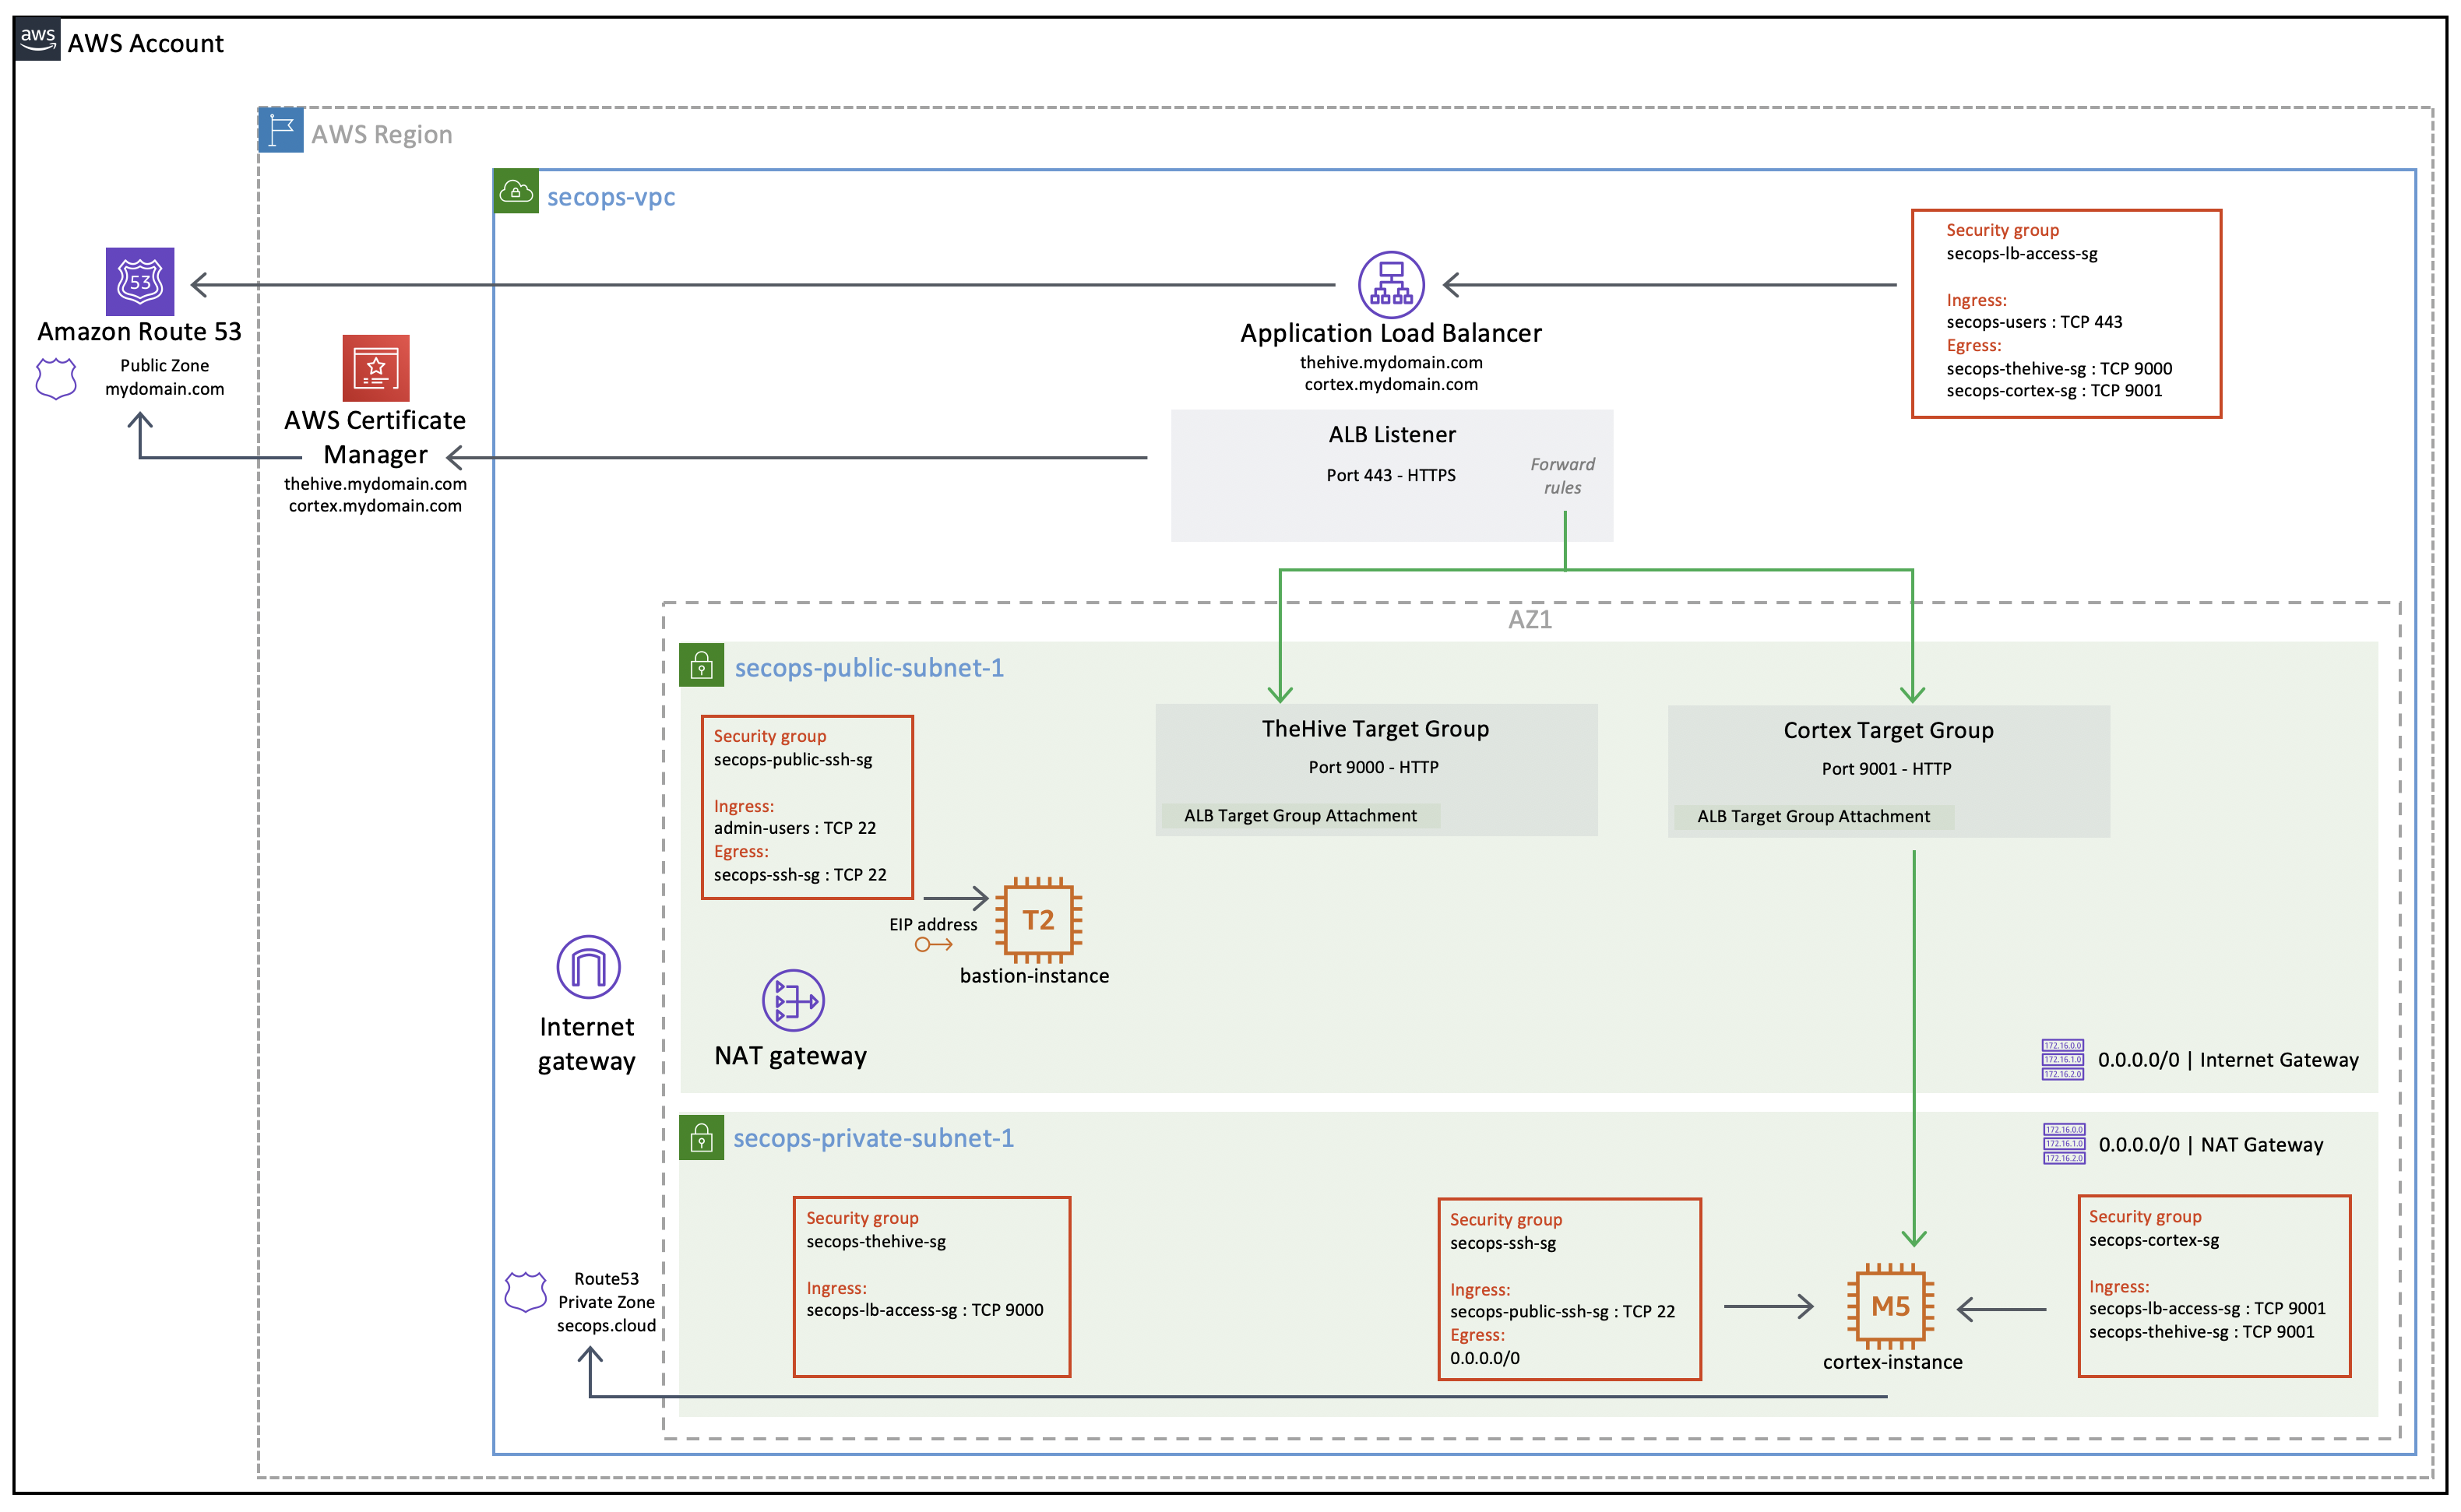 aws
AWS Account
AWS Region
secops-vpc
53
Amazon Route 53
Public Zone
mydomain.com
AWS Certificate
Manager
thehive.mydomain.com
cortex.mydomain.com
Application Load Balancer
thehive.mydomain.com
cortex.mydomain.com
Security group
secops-lb-access-sg
Ingress:
secops-users : TCP 443
Egress:
secops-thehive-sg : TCP 9000
secops-cortex-sg : TCP 9001
ALB Listener
Port 443 - HTTPS
Forward
rules
AZ1
secops-public-subnet-1
Security group
secops-public-ssh-sg
Ingress:
admin-users : TCP 22
Egress:
secops-ssh-sg : TCP 22
EIP address
T2
bastion-instance
TheHive Target Group
Port 9000 - HTTP
ALB Target Group Attachment
Cortex Target Group
Port 9001 - HTTP
ALB Target Group Attachment
Internet
gateway
NAT gateway
172.16.0.0
172.16.1.0
172.16.2.0
0.0.0.0/0 | Internet Gateway
secops-private-subnet-1
172.16.0.0
172.16.1.0
172.16.2.0
0.0.0.0/0 | NAT Gateway
Route53
Private Zone
secops.cloud
Security group
secops-thehive-sg
Ingress:
secops-lb-access-sg : TCP 9000
Security group
secops-ssh-sg
Ingress:
secops-public-ssh-sg : TCP 22
Egress:
0.0.0.0/0
M5
cortex-instance
Security group
secops-cortex-sg
Ingress:
secops-lb-access-sg : TCP 9001
secops-thehive-sg : TCP 9001